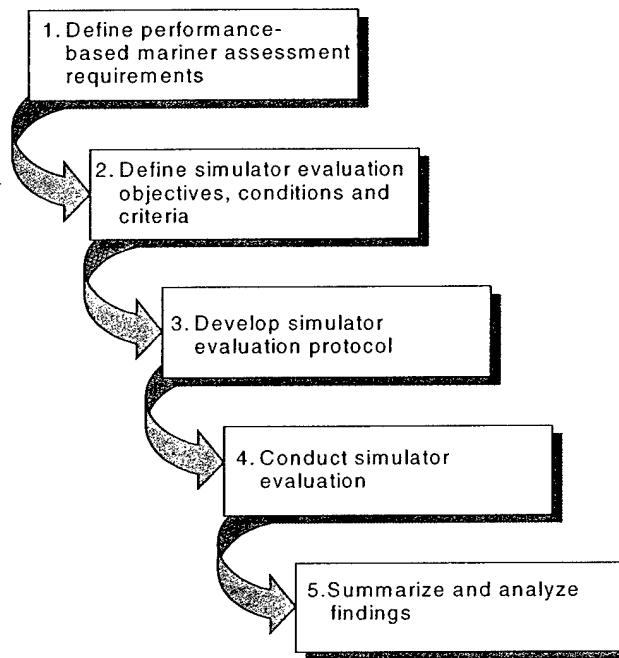 1. Define performance-
based mariner assessment
requirements
2. Define simulator evaluation
objectives, conditions and
criteria
3. Develop simulator
evaluation protocol
4. Conduct simulator
evaluation
5.Summarize and analyze
findings